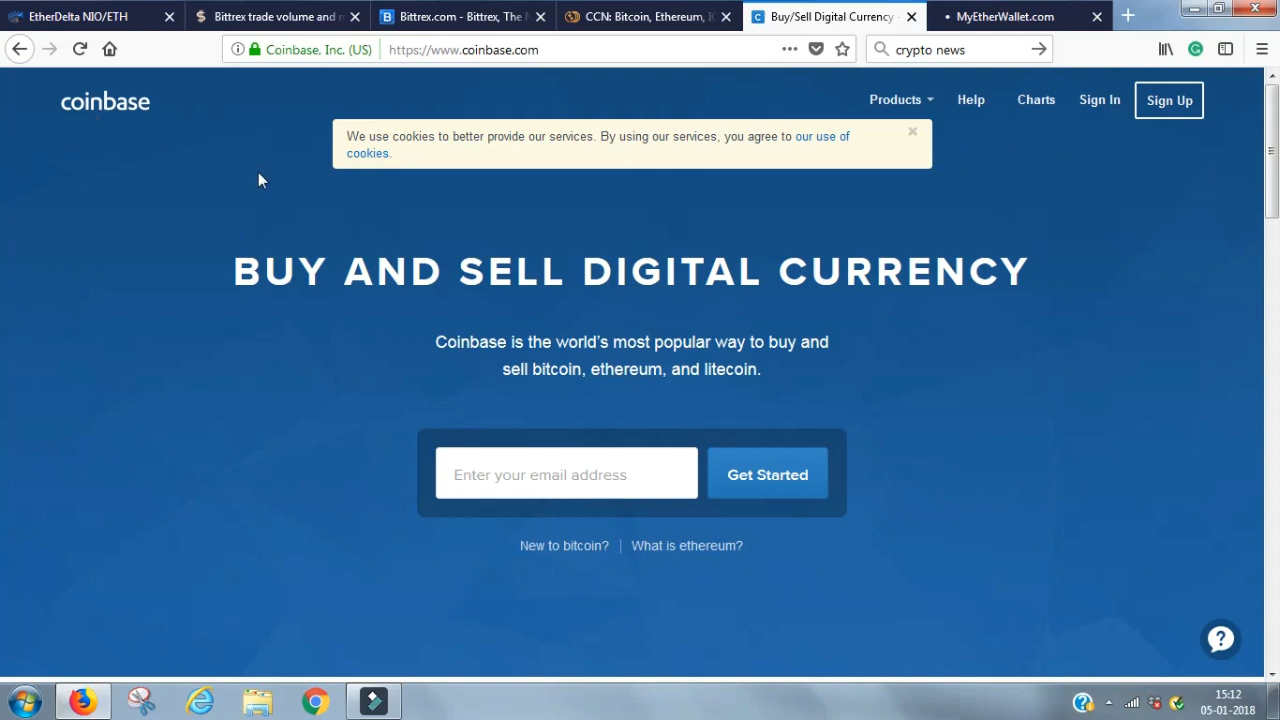 EtherDelta NIO/ETH
Bittrex trade volume and m
Bittrex.com - Bittrex, The N
CCN: Bitcoin, Ethereum, IC
Buy/Sell Digital Currency -
MyEtherWallet.com
Coinbase, Inc. (US)
https://www.coinbase.com
crypto news
coinbase
Products
Help
Charts
Sign In
Sign Up
We use cookies to better provide our services. By using our services, you agree to our use of
cookies.
BUY AND SELL DIGITAL CURRENCY
Coinbase is the world's most popular way to buy and
sell bitcoin, ethereum, and litecoin.
Enter your email address
Get Started
New to bitcoin?
What is ethereum?
15:12
05-01-2018